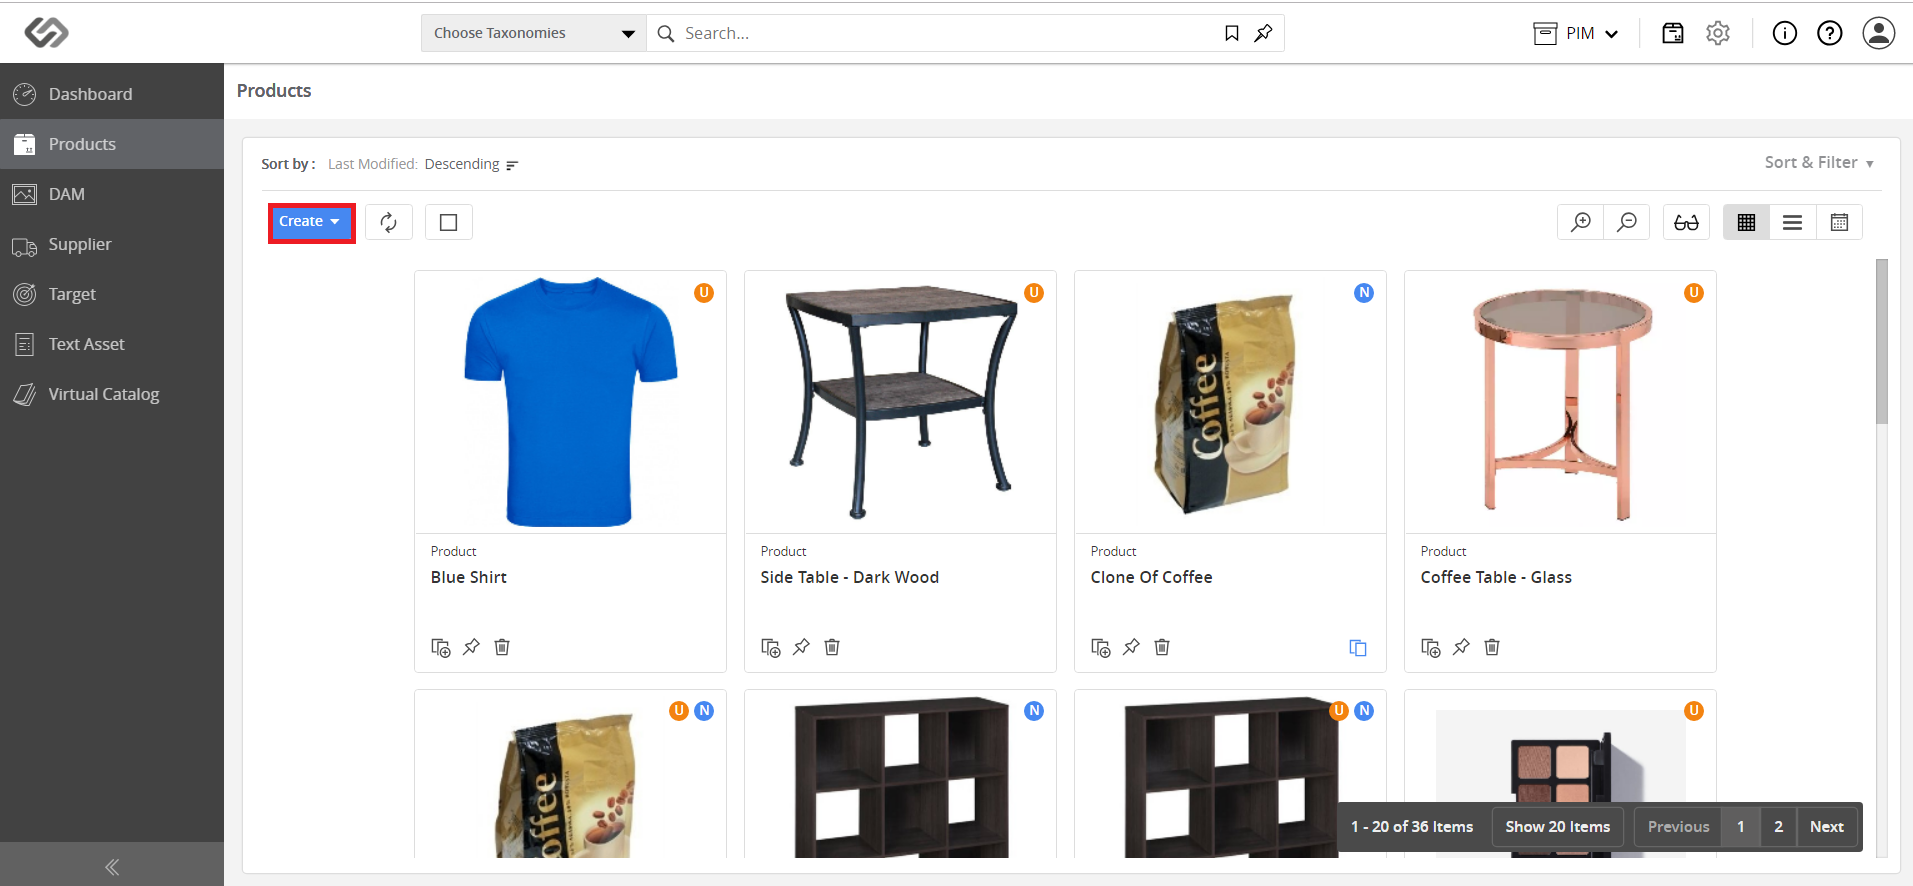 Choose Taxonomies
Search...
PIM
Dashboard
Products
DAM
Supplier
Target
Text Asset
Virtual Catalog
Products
Sort by : Last Modified: Descending
Sort & Filter
Create
U
U
N
U
Coffee
Product
Blue Shirt
Product
Side Table - Dark Wood
Product
Clone Of Coffee
Product
Coffee Table - Glass
U N
N
U N
U
offee
1 - 20 of 36 Items
Show 20 Items
Previous 1 2 Next